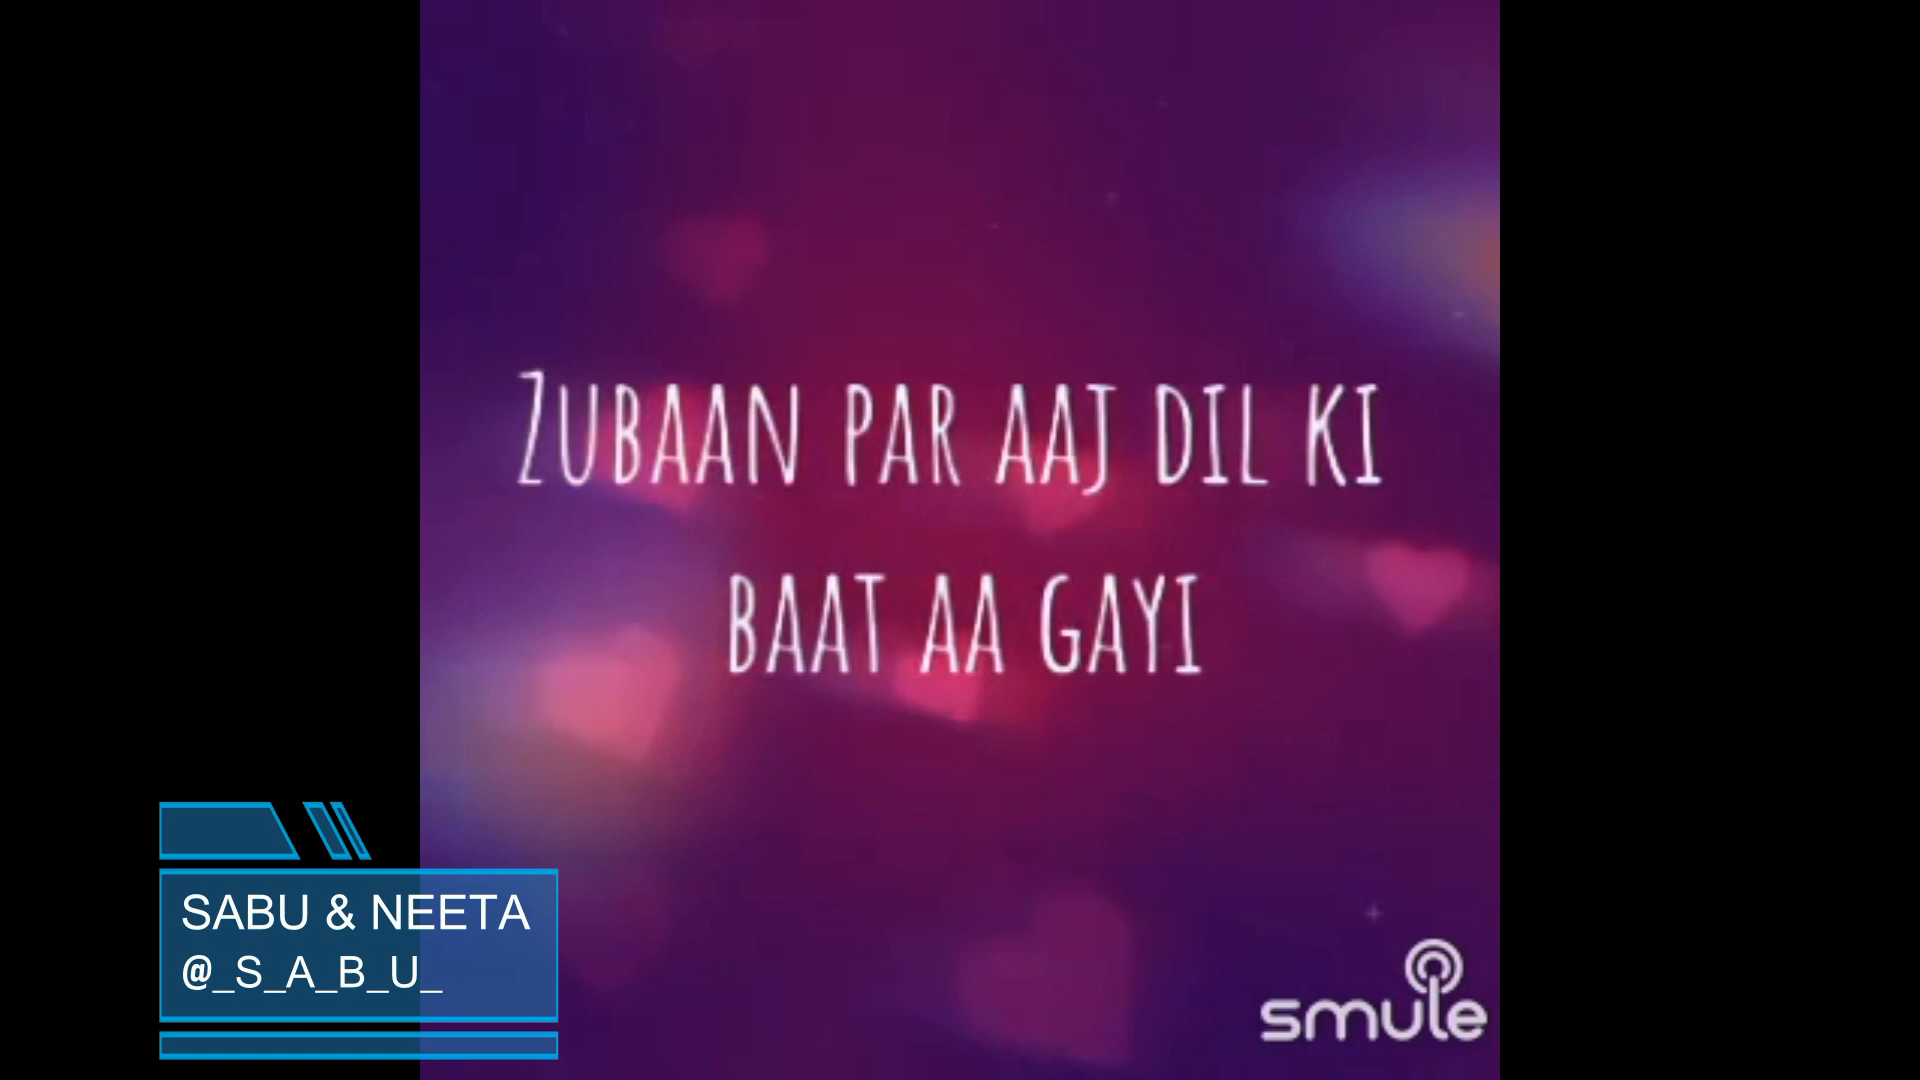 ZUBAAN PAR AAJ DIL KI
BAAT AA GAYI
SABU & NEETA
@_S_A_B_U_
smule